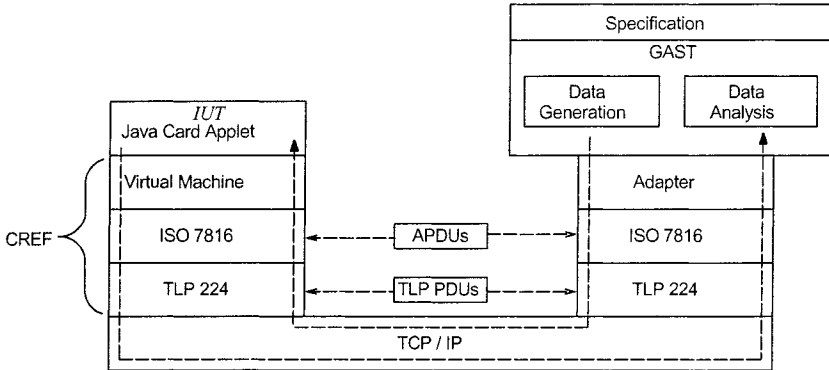 Specification
GAST
Data
Generation
Data
Analysis
IUT
Java Card Applet
Virtual Machine
Adapter
CREF
ISO 7816
APDUs
ISO 7816
TLP 224
TLP PDUs
TLP 224
TCP / IP